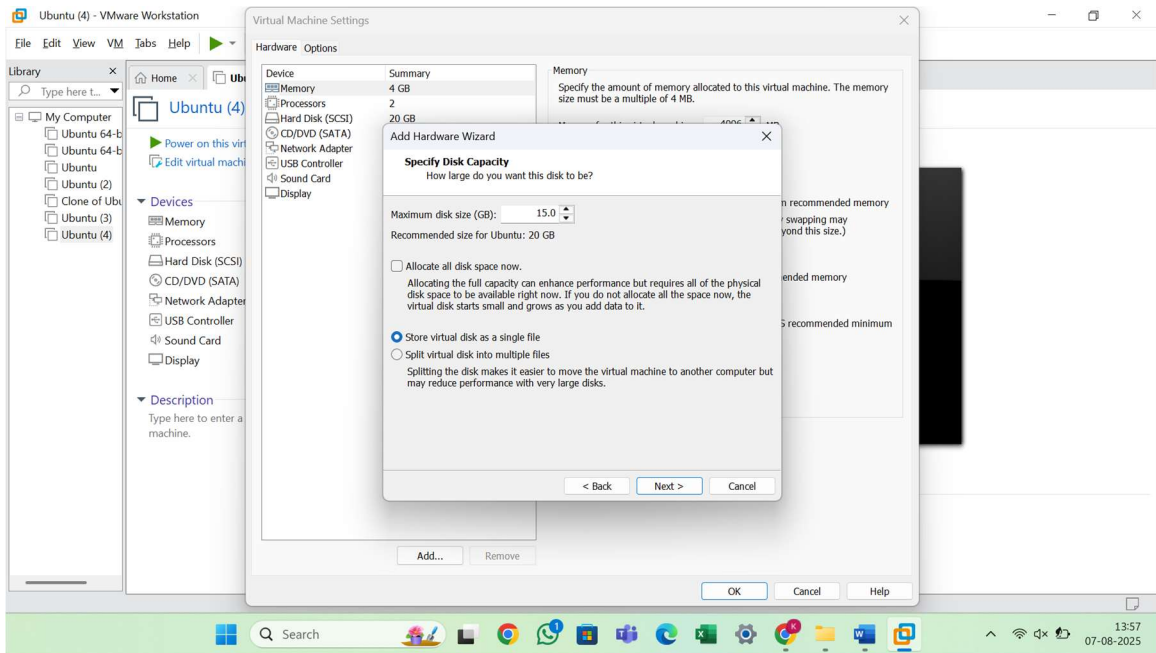 Ubuntu (4) - VMware Workstation
File Edit View VM Tabs Help
Library
Type here t...
My Computer
Ubuntu 64-b
Ubuntu 64-b
Ubuntu
Ubuntu (2)
Clone of Ubu
Ubuntu (3)
Ubuntu (4)
Home
Ub
Ubuntu (4)
Power on this virt
Edit virtual machi
Devices
Memory
Processors
Hard Disk (SCSI)
CD/DVD (SATA)
Network Adapter
USB Controller
Sound Card
Display
Description
Type here to enter a
machine.
Virtual Machine Settings
Hardware Options
Device Summary
Memory 4 GB
Processors 2
Hard Disk (SCSI) 20 GB
CD/DVD (SATA)
Network Adapter
USB Controller
Sound Card
Display
Memory
Specify the amount of memory allocated to this virtual machine. The memory
size must be a multiple of 4 MB.
Add Hardware Wizard
Specify Disk Capacity
How large do you want this disk to be?
Maximum disk size (GB): 15.0
Recommended size for Ubuntu: 20 GB
Allocate all disk space now.
Allocating the full capacity can enhance performance but requires all of the physical
disk space to be available right now. If you do not allocate all the space now, the
virtual disk starts small and grows as you add data to it.
Store virtual disk as a single file
Split virtual disk into multiple files
Splitting the disk makes it easier to move the virtual machine to another computer but
may reduce performance with very large disks.
< Back Next > Cancel
recommended memory
swapping may
yond this size.)
ended memory
recommended minimum
Add... Remove
OK Cancel Help
Search
1
K
13:57
07-08-2025